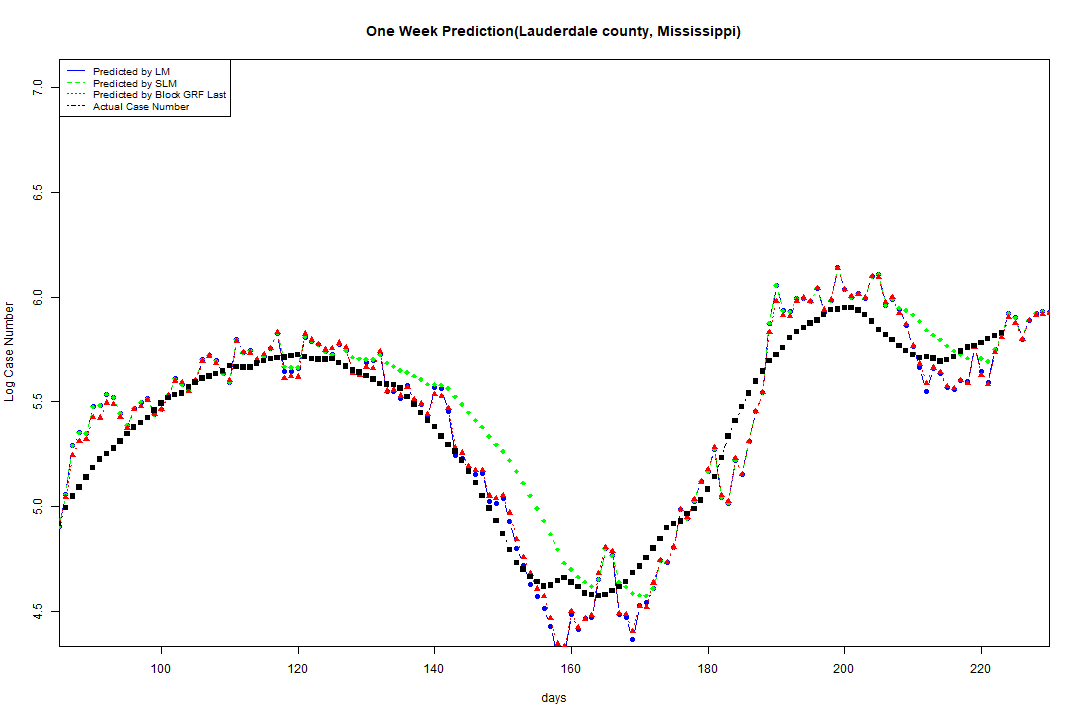 One Week Prediction(Lauderdale county, Mississippi)
Predicted by LM
Predicted by SLM
Predicted by Block GRF Last
Actual Case Number
Log Case Number
7.0
6.5
6.0
5.5
5.0
4.5
100 120 140 160 180 200 220
days